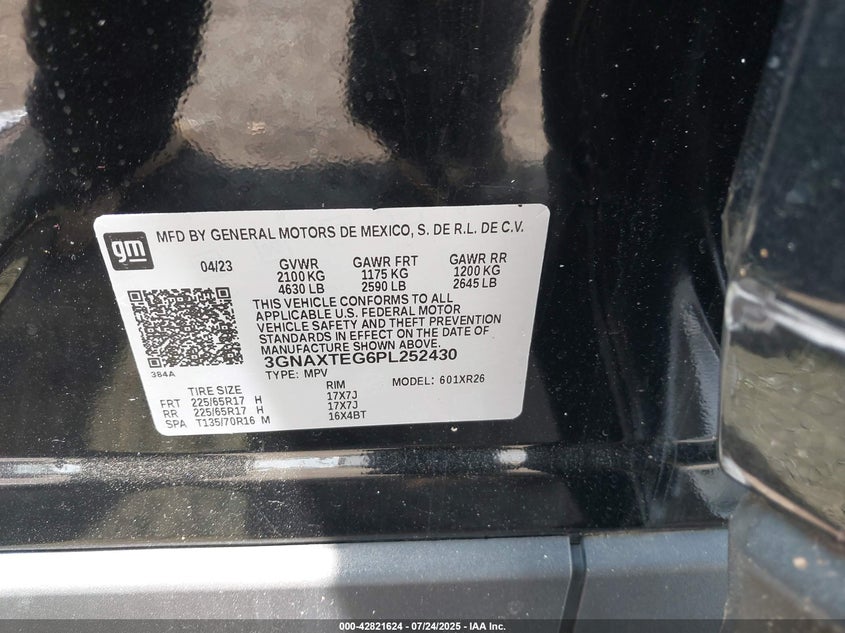 gm
MFD BY GENERAL MOTORS DE MEXICO, S. DE R.L. DE C.V.
04/23 GVWR GAWR FRT GAWR RR
2100 KG 1175 KG 1200 KG
4630 LB 2590 LB 2645 LB
THIS VEHICLE CONFORMS TO ALL
APPLICABLE U.S. FEDERAL MOTOR
VEHICLE SAFETY AND THEFT PREVENTION
STANDARDS IN EFFECT ON THE DATE OF
MANUFACTURE SHOWN ABOVE.
3GNAXTEG6PL252430
384A
TYPE: MPV MODEL: 601XR26
TIRE SIZE RIM
FRT 225/65R17 H 17X7J
RR 225/65R17 H 17X7J
SPA T135/70R16 M 16X4BT
000-42821624 | 07/24/2025 - IAA Inc.